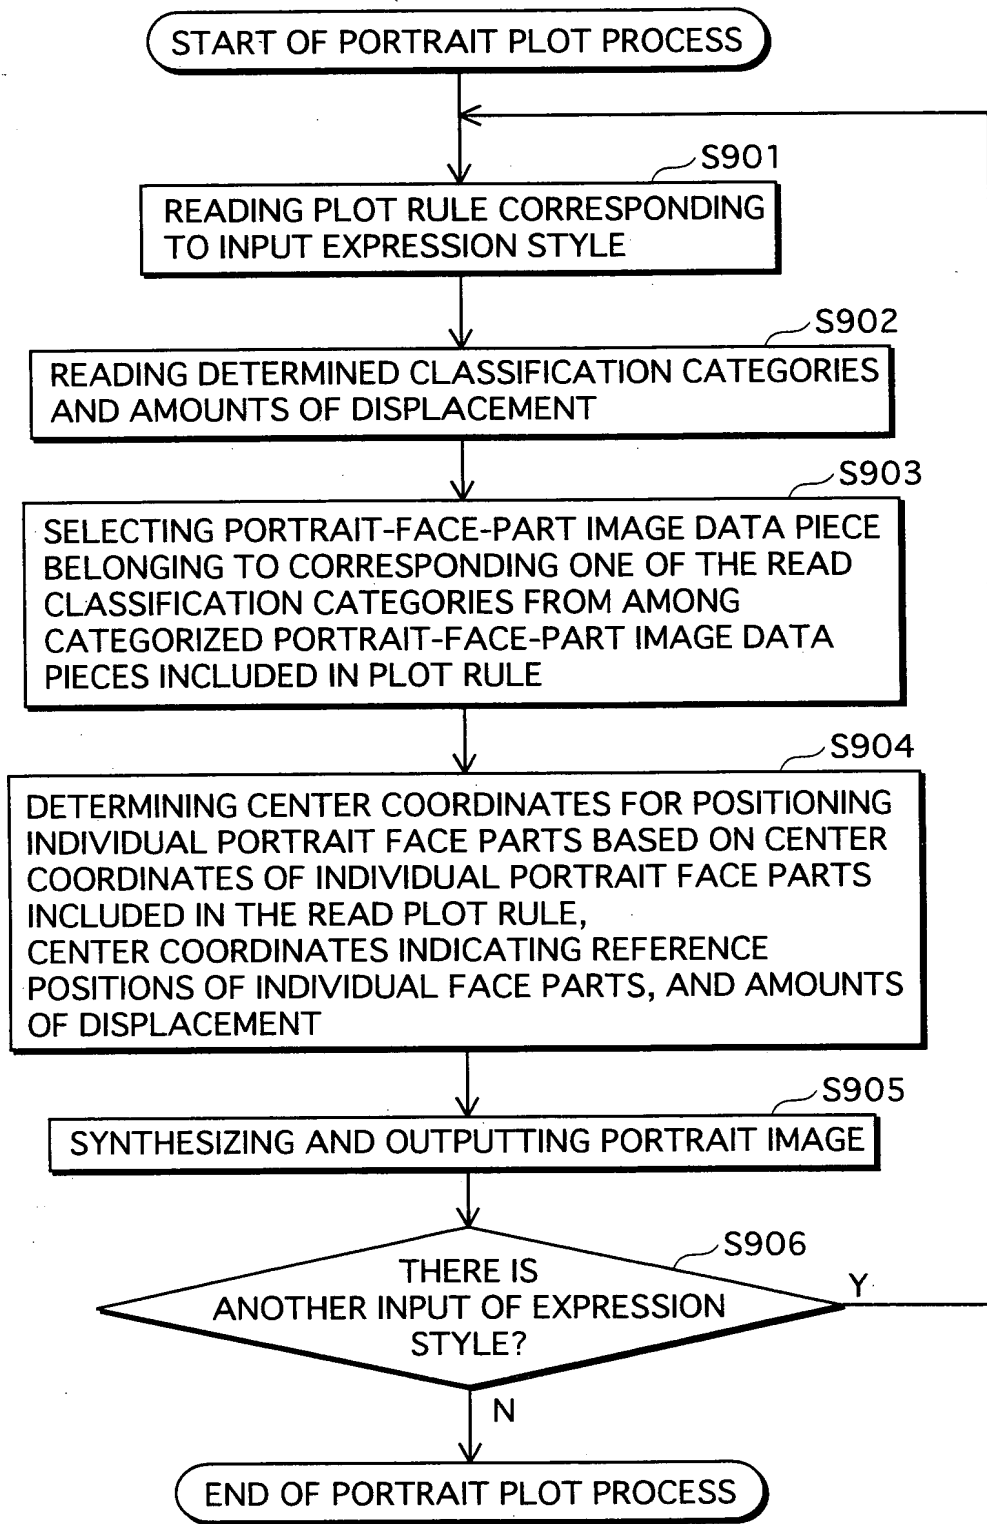 START OF PORTRAIT PLOT PROCESS
S901
READING PLOT RULE CORRESPONDING
TO INPUT EXPRESSION STYLE
S902
READING DETERMINED CLASSIFICATION CATEGORIES
AND AMOUNTS OF DISPLACEMENT
S903
SELECTING PORTRAIT-FACE-PART IMAGE DATA PIECE
BELONGING TO CORRESPONDING ONE OF THE READ
CLASSIFICATION CATEGORIES FROM AMONG
CATEGORIZED PORTRAIT-FACE-PART IMAGE DATA
PIECES INCLUDED IN PLOT RULE
S904
DETERMINING CENTER COORDINATES FOR POSITIONING
INDIVIDUAL PORTRAIT FACE PARTS BASED ON CENTER
COORDINATES OF INDIVIDUAL PORTRAIT FACE PARTS
INCLUDED IN THE READ PLOT RULE,
CENTER COORDINATES INDICATING REFERENCE
POSITIONS OF INDIVIDUAL FACE PARTS, AND AMOUNTS
OF DISPLACEMENT
S905
SYNTHESIZING AND OUTPUTTING PORTRAIT IMAGE
S906
THERE IS
ANOTHER INPUT OF EXPRESSION
STYLE?
Y
N
END OF PORTRAIT PLOT PROCESS